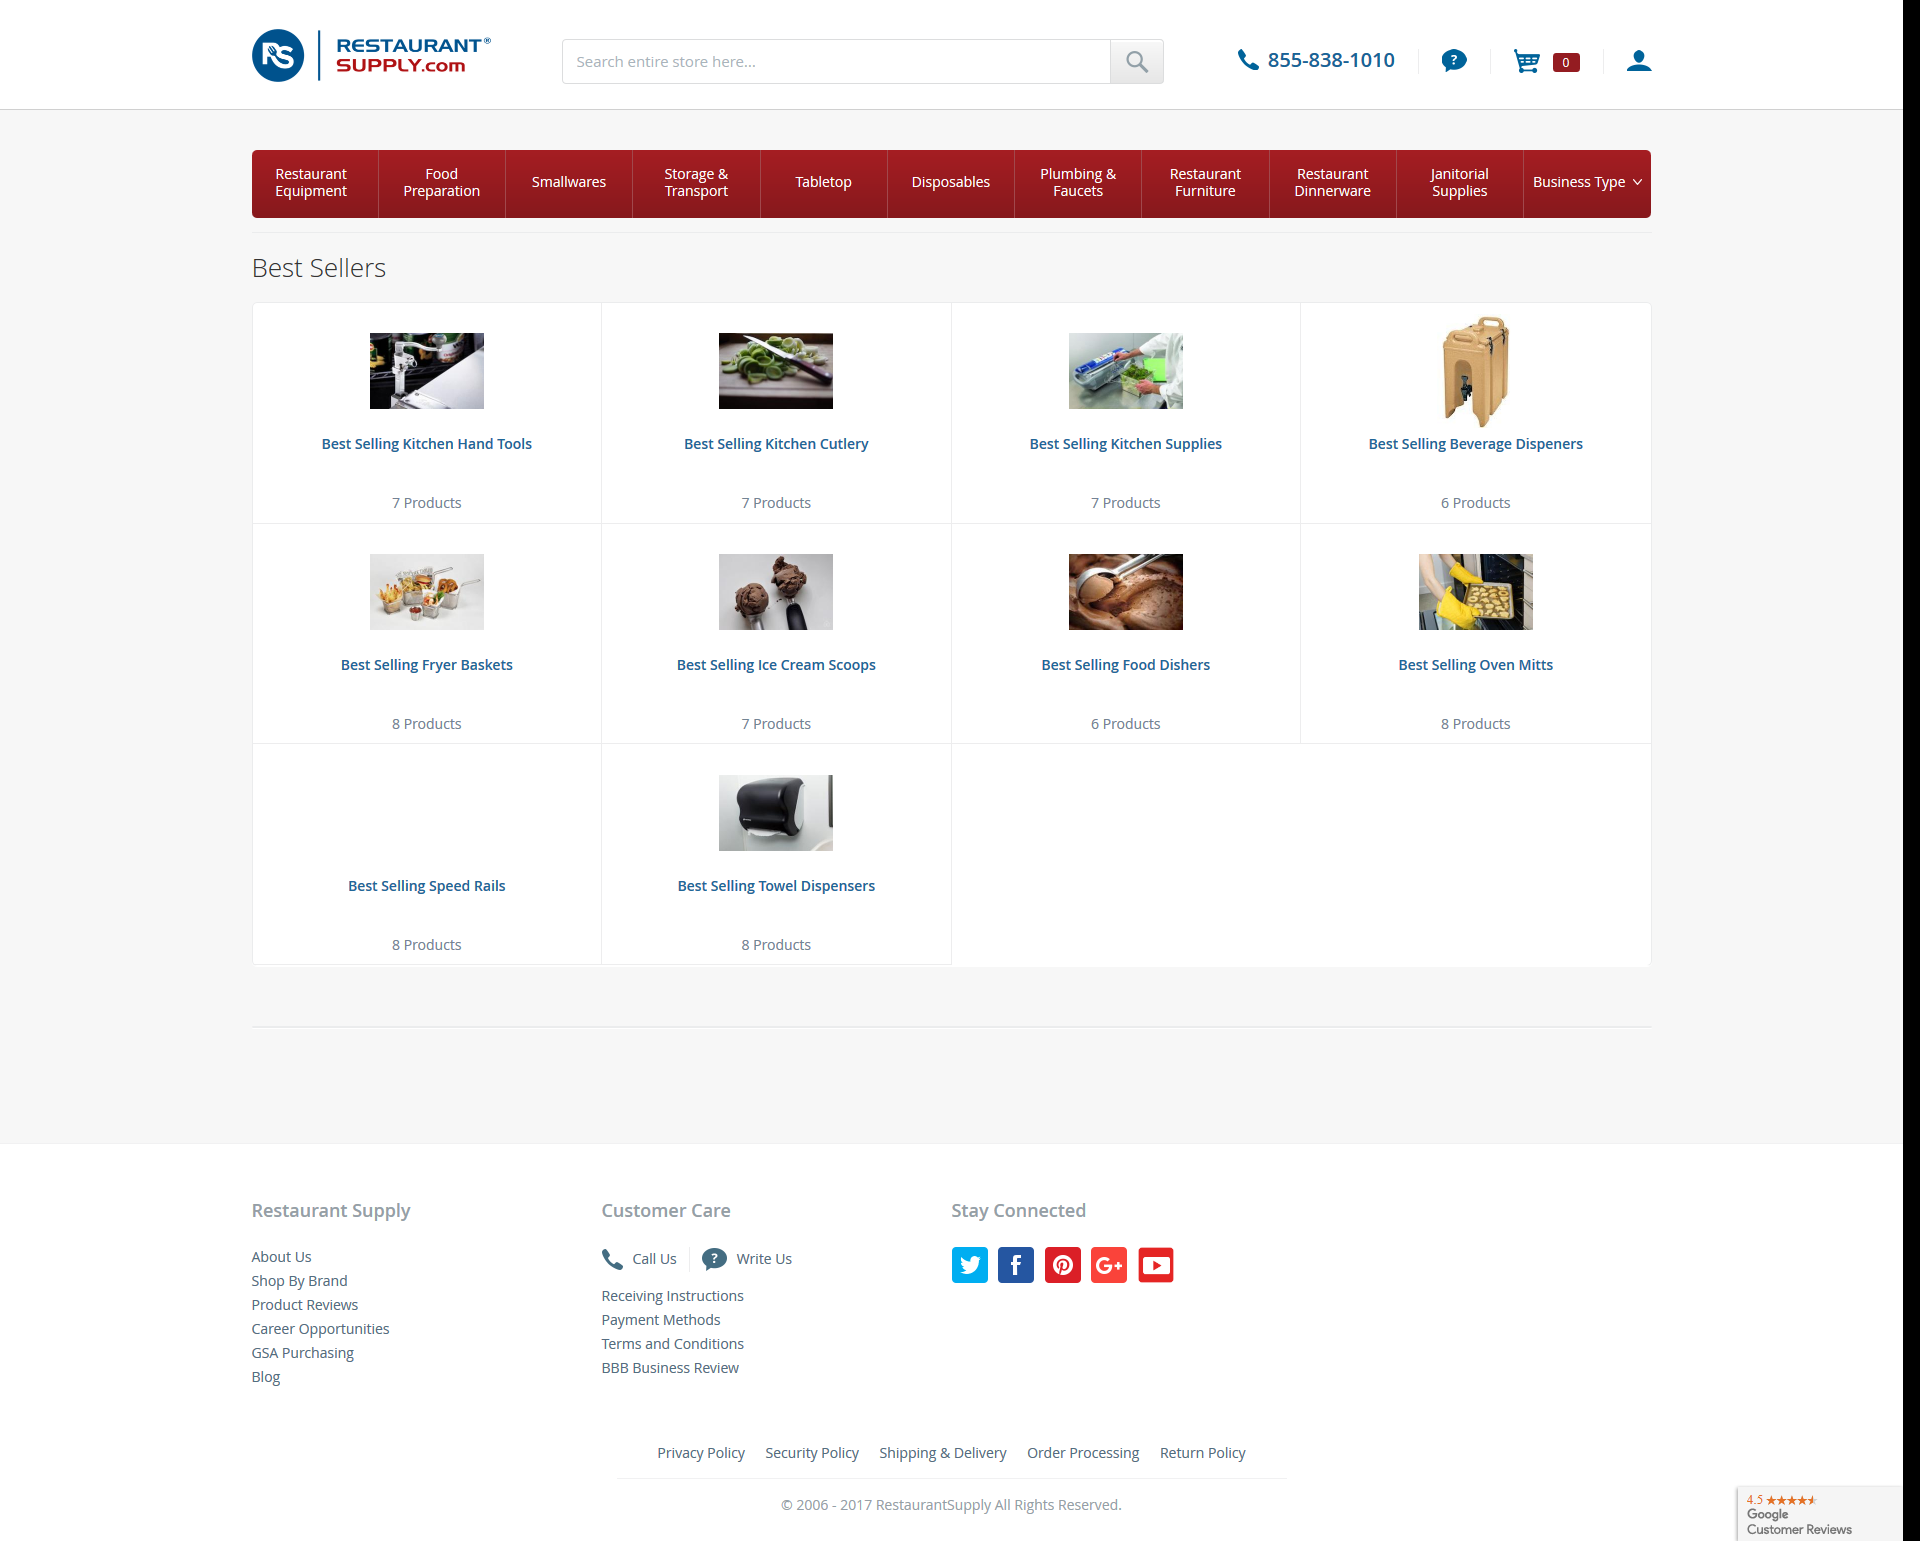 RS
RESTAURANT®
SUPPLY.com
Search entire store here...
855-838-1010
?
0
Restaurant
Equipment
Food
Preparation
Smallwares
Storage &
Transport
Tabletop
Disposables
Plumbing &
Faucets
Restaurant
Furniture
Restaurant
Dinnerware
Janitorial
Supplies
Business Type
Best Sellers
Best Selling Kitchen Hand Tools
Best Selling Kitchen Cutlery
Best Selling Kitchen Supplies
Best Selling Beverage Dispeners
7 Products
7 Products
7 Products
6 Products
Best Selling Fryer Baskets
Best Selling Ice Cream Scoops
Best Selling Food Dishers
Best Selling Oven Mitts
8 Products
7 Products
6 Products
8 Products
Best Selling Speed Rails
Best Selling Towel Dispensers
8 Products
8 Products
Restaurant Supply
About Us
Shop By Brand
Product Reviews
Career Opportunities
GSA Purchasing
Blog
Customer Care
Call Us
? Write Us
Receiving Instructions
Payment Methods
Terms and Conditions
BBB Business Review
Stay Connected
Privacy Policy Security Policy Shipping & Delivery Order Processing Return Policy
© 2006 - 2017 RestaurantSupply All Rights Reserved.
4.5
Google
Customer Reviews